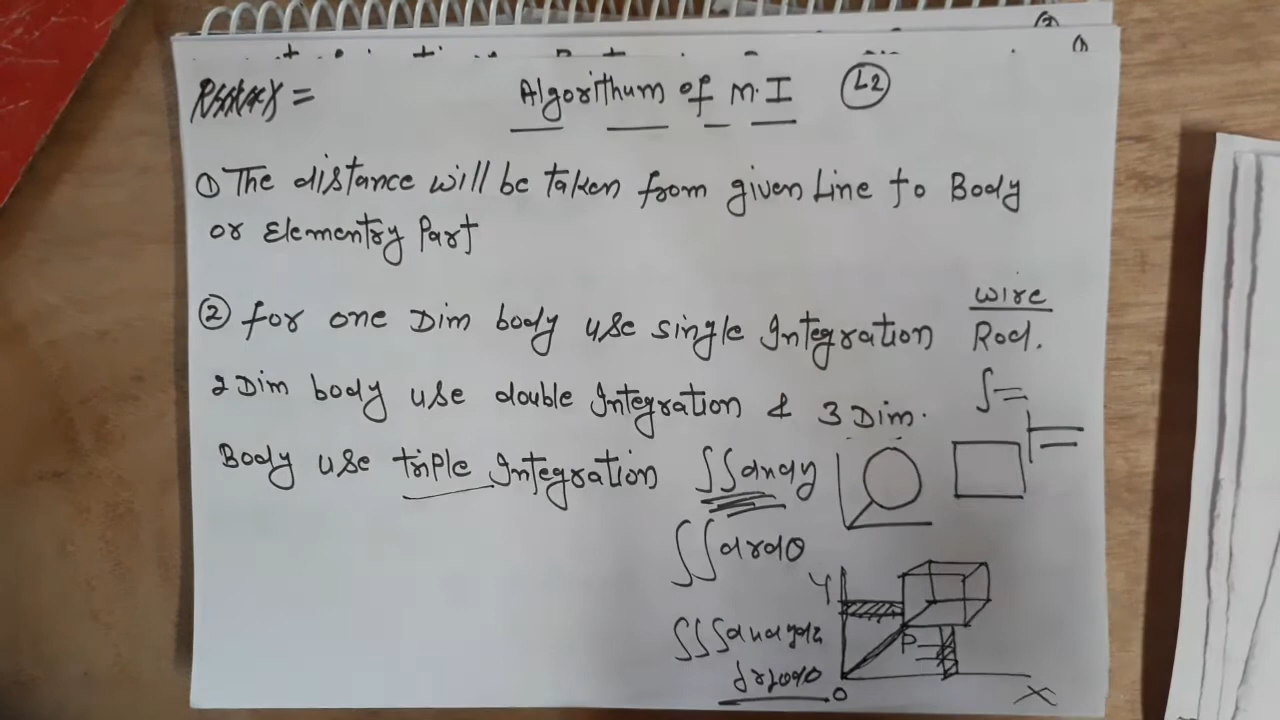 Algorithum of M.I L2
① The distance will be taken from given Line to Body
or Elementry Part
② for one Dim body use single Integration
wire
Rod.
2 Dim body use double Integration & 3 Dim.
∫=
Body use triple Integration ∫∫dxdy
∫∫drdθ
Y
∫∫∫dxdydz
P
O
X